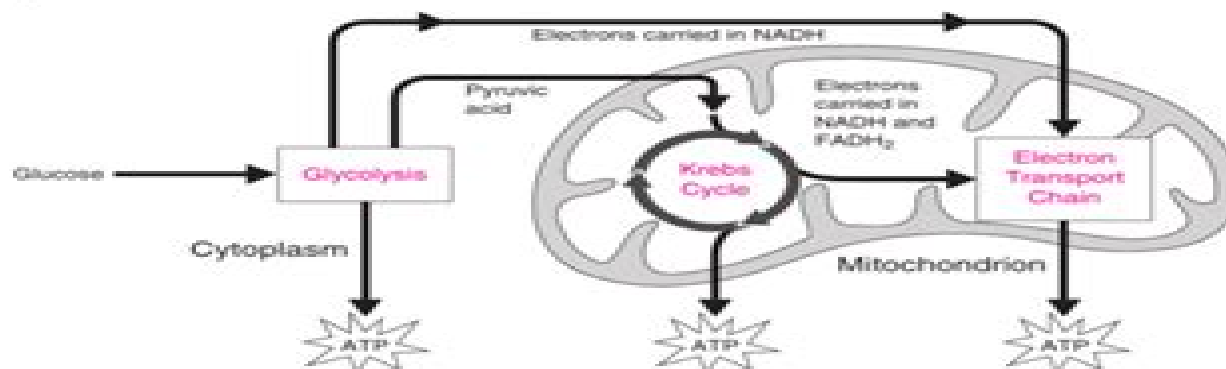 Electrons carried in NADH
Pyruvic
acid
Electrons
carried in
NADH and
FADH₂
Glucose
Glycolysis
Krebs
Cycle
Electron
Transport
Chain
Cytoplasm
Mitochondrion
ATP
ATP
ATP